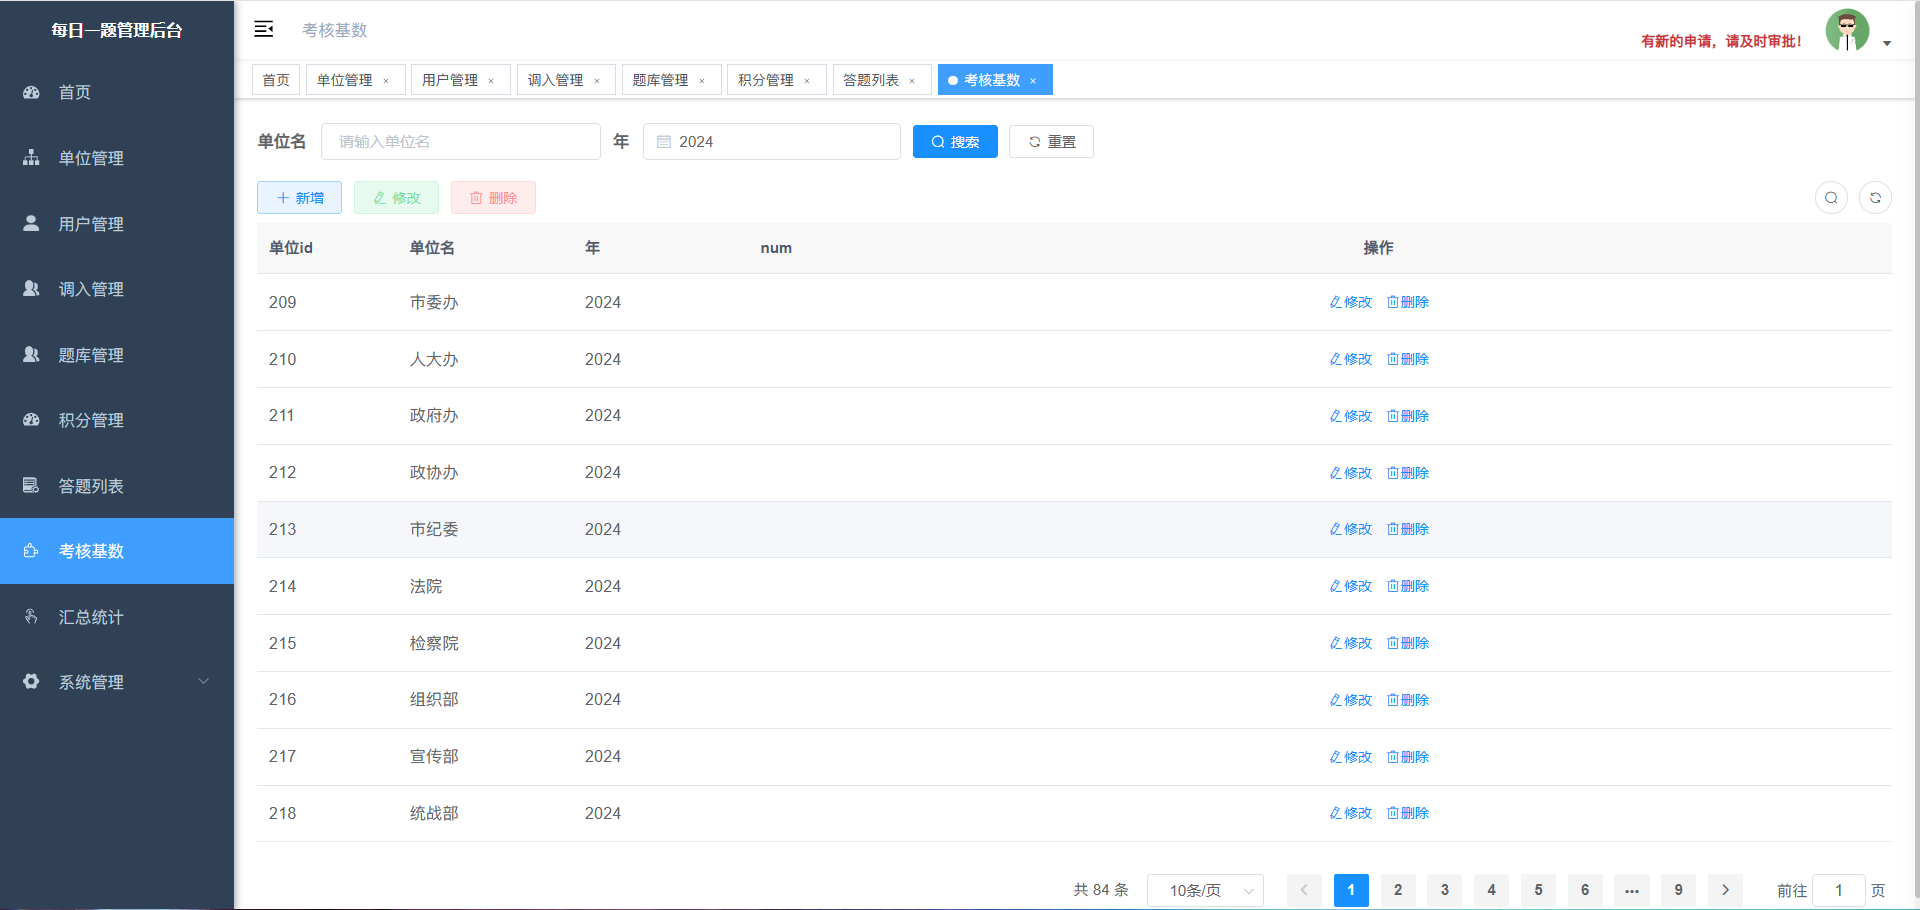 每日一题管理后台
首页
单位管理
用户管理
调入管理
题库管理
积分管理
答题列表
考核基数
汇总统计
系统管理
考核基数
有新的申请，请及时审批！
首页 单位管理 × 用户管理 × 调入管理 × 题库管理 × 积分管理 × 答题列表 × 考核基数 ×
单位名 请输入单位名 年 2024 搜索 重置
新增 修改 删除
单位id 单位名 年 num 操作
209 市委办 2024 修改 删除
210 人大办 2024 修改 删除
211 政府办 2024 修改 删除
212 政协办 2024 修改 删除
213 市纪委 2024 修改 删除
214 法院 2024 修改 删除
215 检察院 2024 修改 删除
216 组织部 2024 修改 删除
217 宣传部 2024 修改 删除
218 统战部 2024 修改 删除
共 84 条 10条/页 1 2 3 4 5 6 ••• 9 前往 1 页